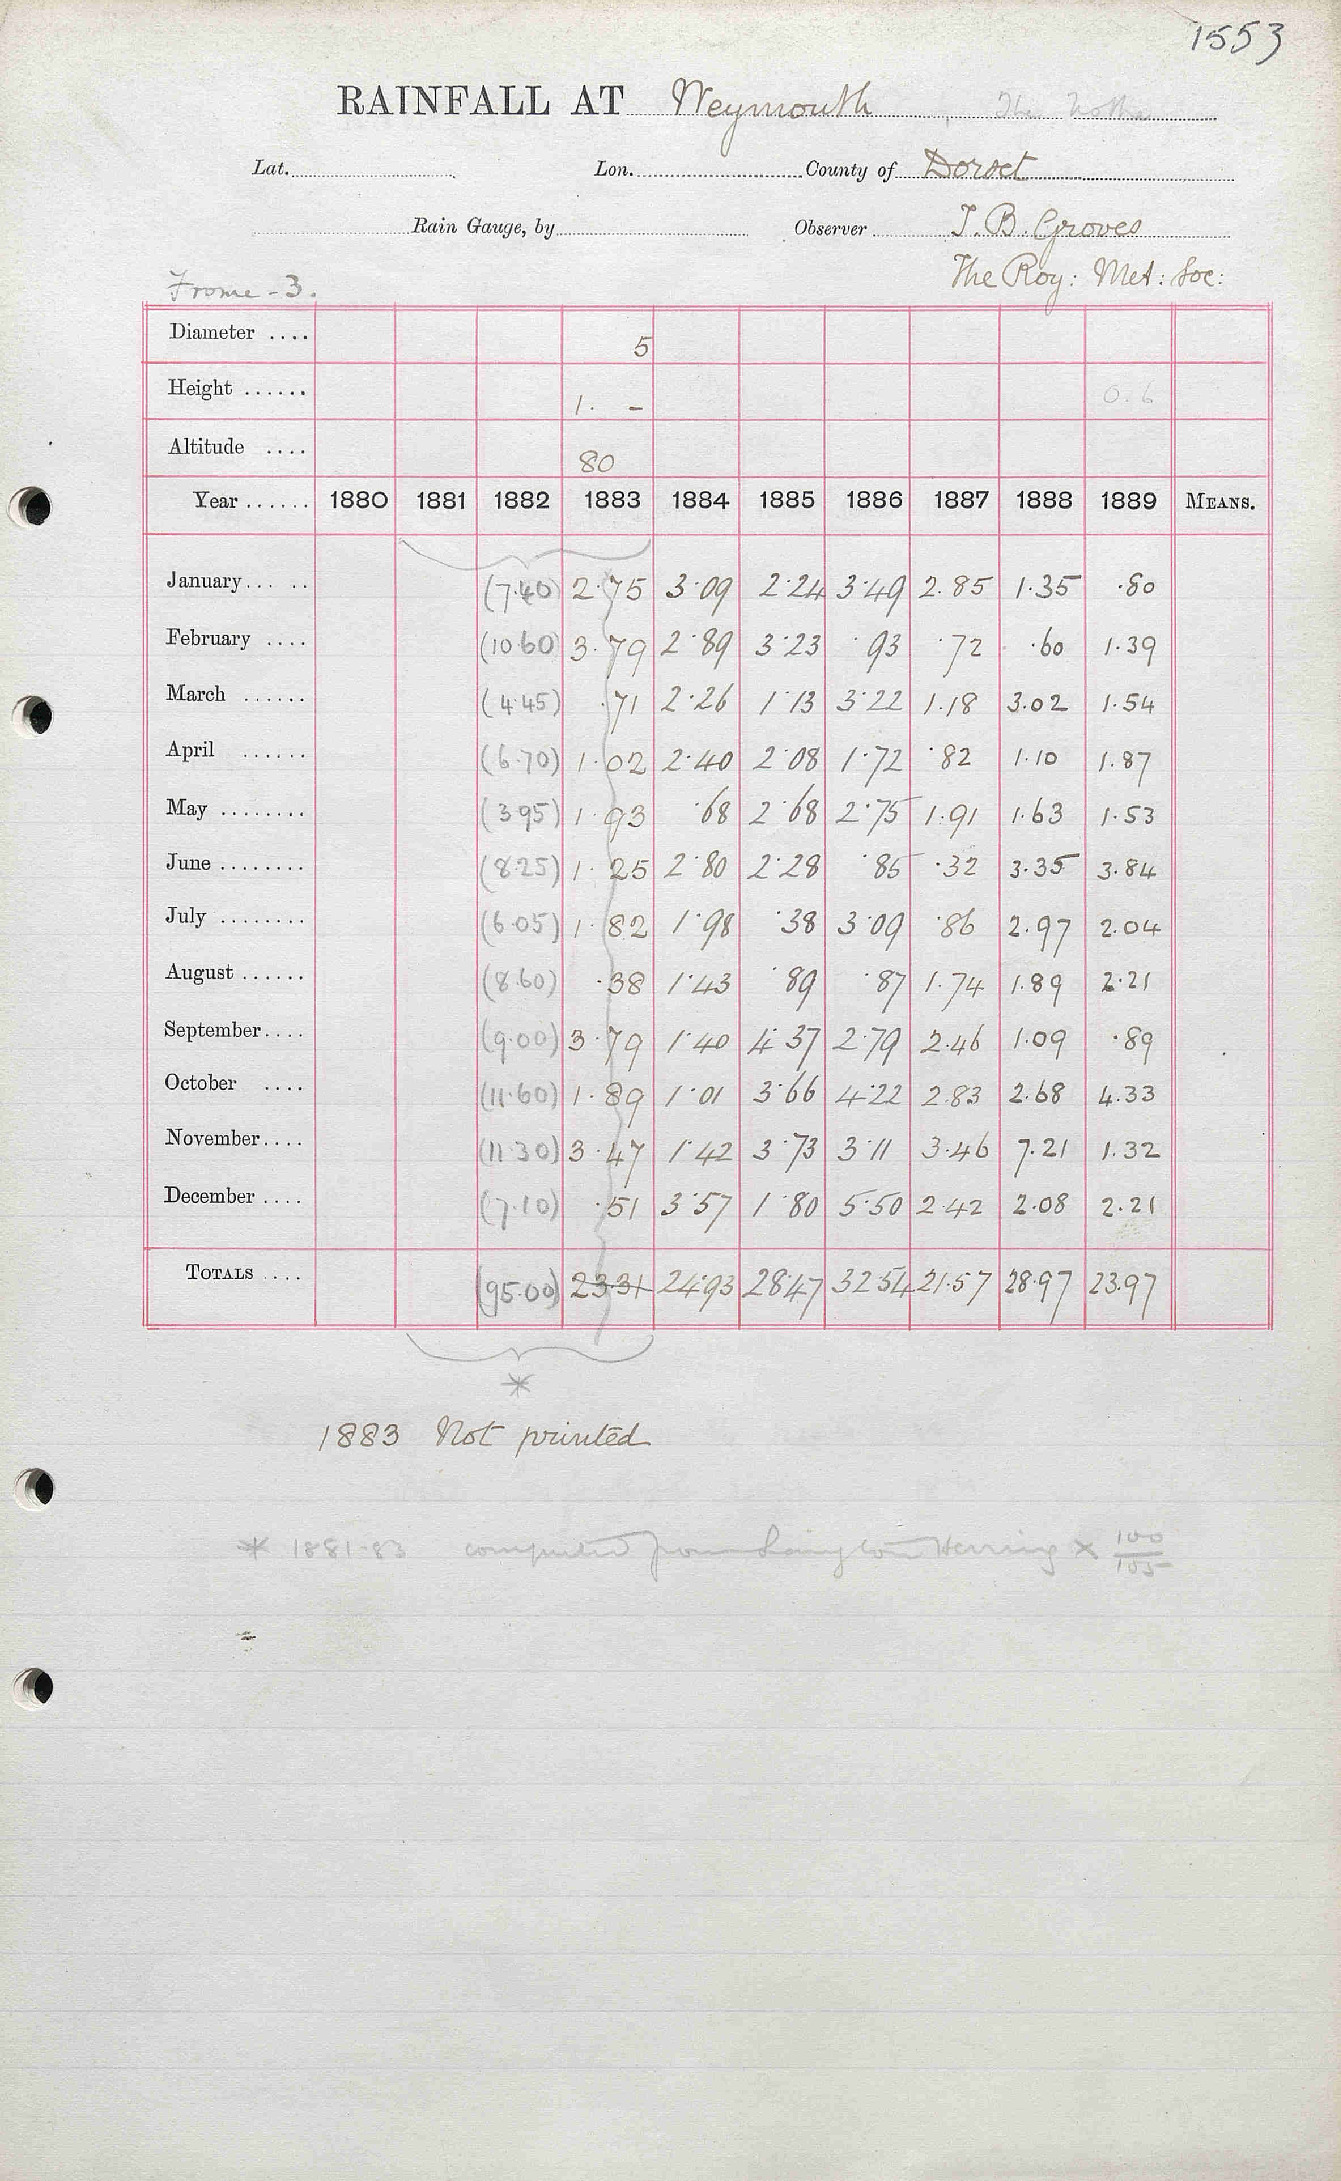 1553
RAINFALL AT Weymouth, The Nothe
Lat. Lon. County of Dorset
Rain Gauge, by Observer T. B. Groves
The Roy: Met: Soc:
Frome - 3.
Diameter .... 5
Height ...... 1. - 0.6
Altitude .... 80
Year ...... 1880 1881 1882 1883 1884 1885 1886 1887 1888 1889 MEANS.
January... .. (7.40) 2.75 3.09 2.24 3.49 2.85 1.35 .80
February .... (10.60) 3.79 2.89 3.23 .93 .72 .60 1.39
March ...... (4.45) .71 2.26 1.13 3.22 1.18 3.02 1.54
April ...... (6.70) 1.02 2.40 2.08 1.72 .82 1.10 1.87
May ........ (3.95) 1.93 .68 2.68 2.75 1.91 1.63 1.53
June ........ (8.25) 1.25 2.80 2.28 .85 .32 3.35 3.84
July ........ (6.05) 1.82 1.98 .38 3.09 .86 2.97 2.04
August ...... (8.60) .38 1.43 .89 .87 1.74 1.89 2.21
September.... (9.00) 3.79 1.40 4.37 2.79 2.46 1.09 .89
October .... (11.60) 1.89 1.01 3.66 4.22 2.83 2.68 4.33
November.... (11.30) 3.47 1.42 3.73 3.11 3.46 7.21 1.32
December .... (7.10) .51 3.57 1.80 5.50 2.42 2.08 2.21
TOTALS .... (95.00) 23.31 24.93 28.47 32.54 21.57 28.97 23.97
*
1883 Not printed
* 1881-83 computed from Langton Herring x 100/105